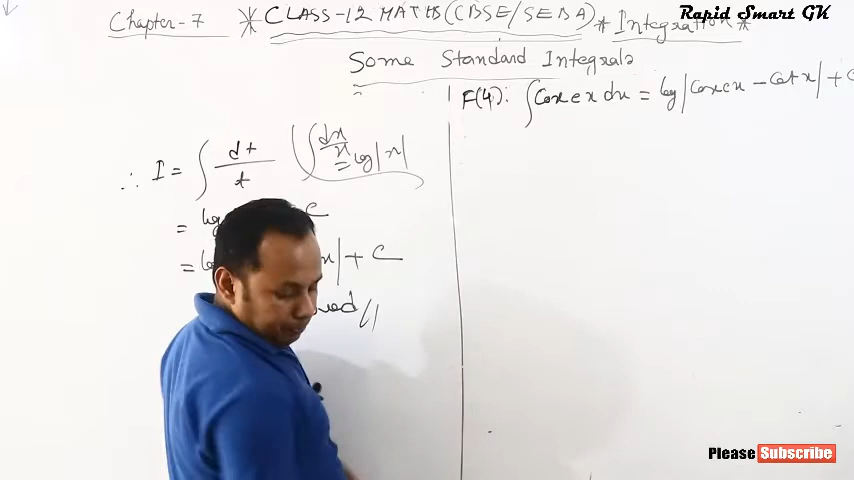 Chapter-7 * CLASS-12 MATHS (CBSE/SEBA) * Integration *
Rapid Smart GK
Some Standard Integrals
F(4): ∫cosec x dx = log|cosec x - cot x| + C
∴ I = ∫ dt/t (∫ dx/x = log|x|
= log C
= x| + C
Please Subscribe